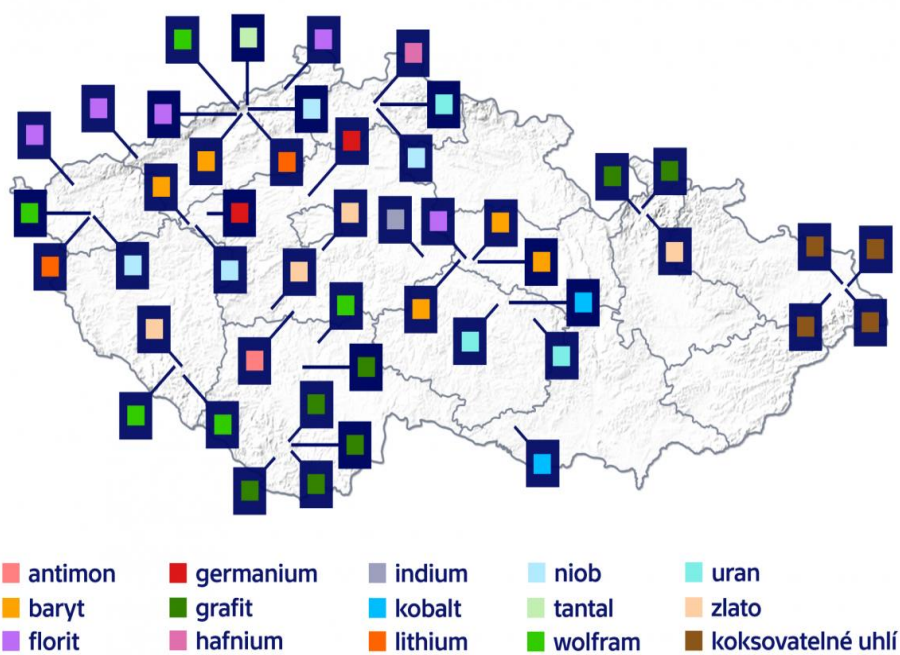 antimon germanium indium niob uran
baryt grafit kobalt tantal zlato
florit hafnium lithium wolfram koksovatelné uhlí